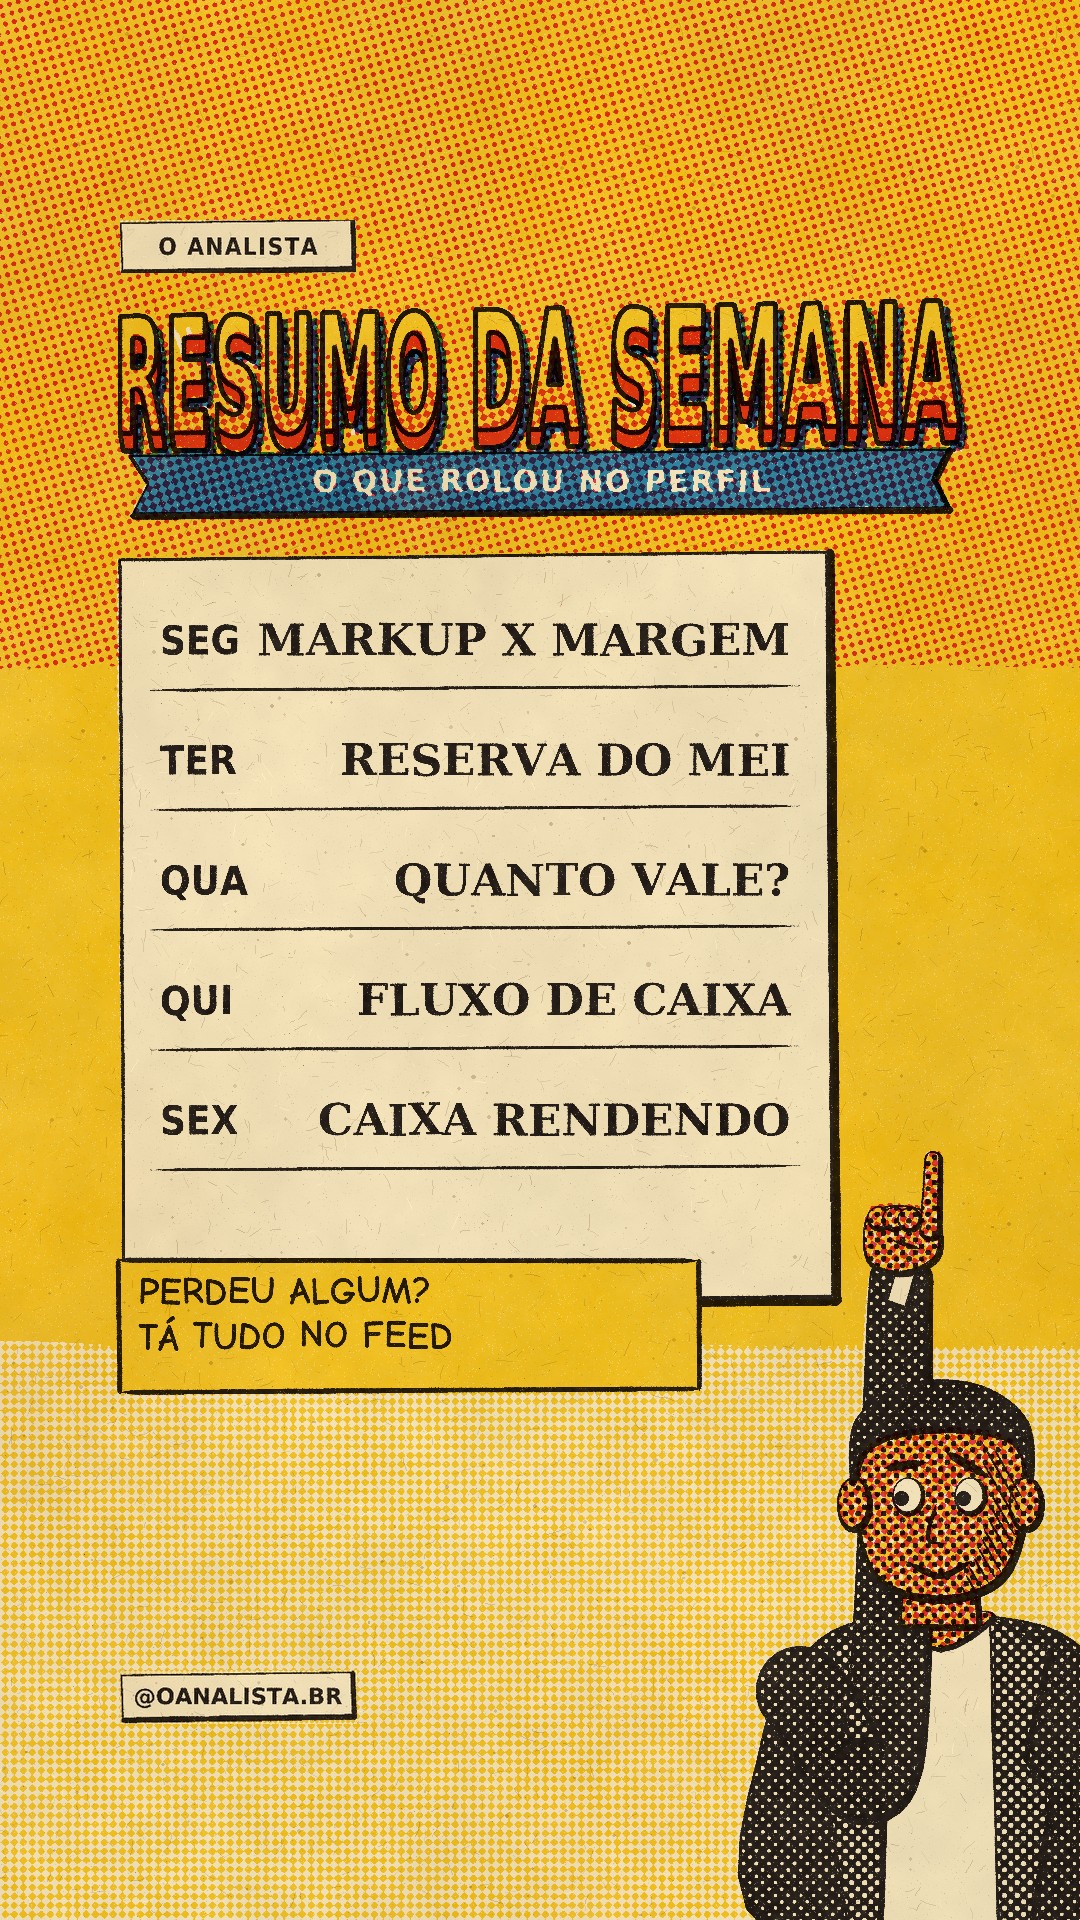 O ANALISTA
RESUMO DA SEMANA
O QUE ROLOU NO PERFIL
SEG MARKUP X MARGEM
TER RESERVA DO MEI
QUA QUANTO VALE?
QUI FLUXO DE CAIXA
SEX CAIXA RENDENDO
PERDEU ALGUM?
TÁ TUDO NO FEED
@OANALISTA.BR